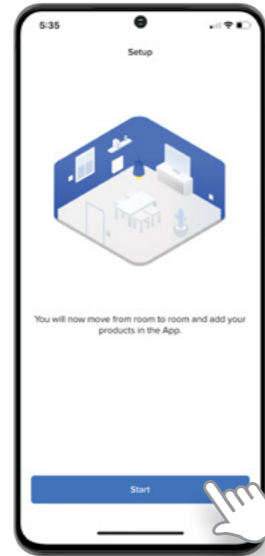 5:35
Setup
You will now move from room to room and add your
products in the App.
Start